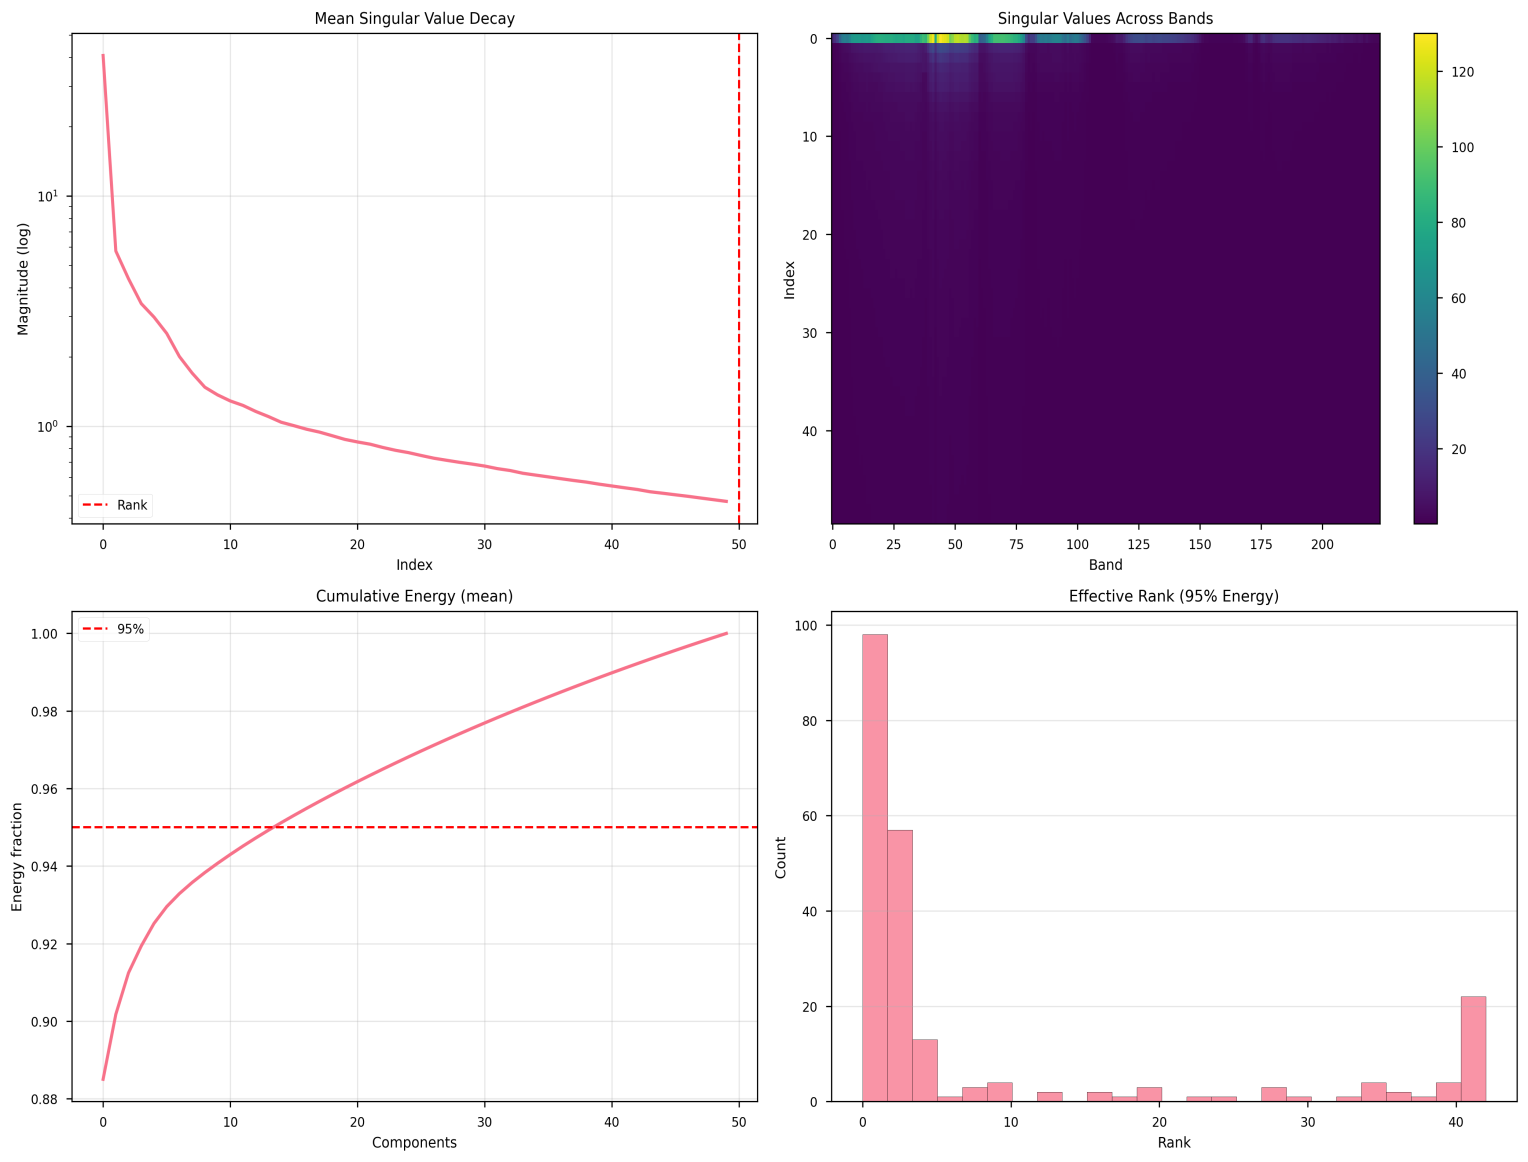 Mean Singular Value Decay
Magnitude (log)
10¹
10⁰
Rank
0 10 20 30 40 50
Index
Singular Values Across Bands
Index
0
10
20
30
40
0 25 50 75 100 125 150 175 200
Band
120
100
80
60
40
20
Cumulative Energy (mean)
Energy fraction
95%
1.00
0.98
0.96
0.94
0.92
0.90
0.88
0 10 20 30 40 50
Components
Effective Rank (95% Energy)
Count
100
80
60
40
20
0
0 10 20 30 40
Rank